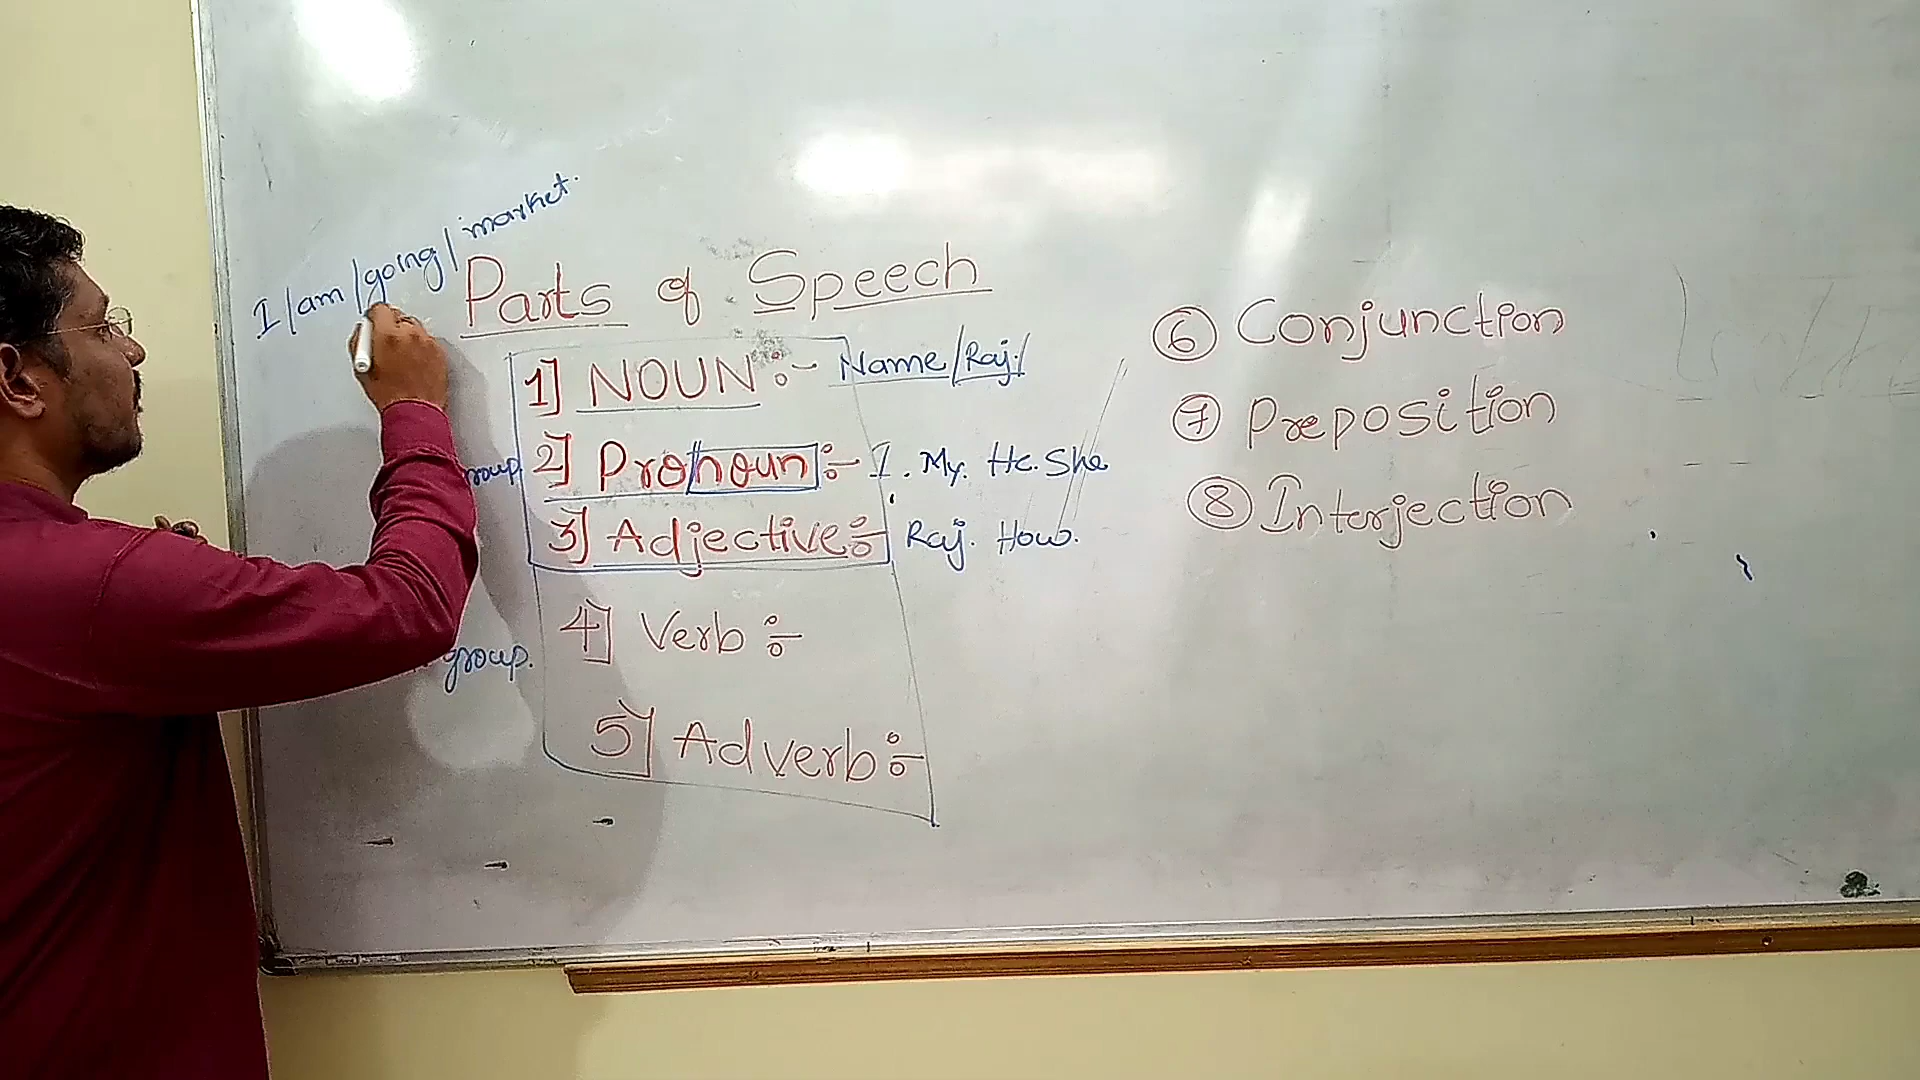 I/am/going/market.
Parts of Speech
1] NOUN :- Name/Raj/
group 2] Pronoun :- I. My. He. She
3] Adjective :- Raj. How.
4] Verb :-
group.
5] Adverb :-
6 Conjunction
7 Preposition
8 Interjection